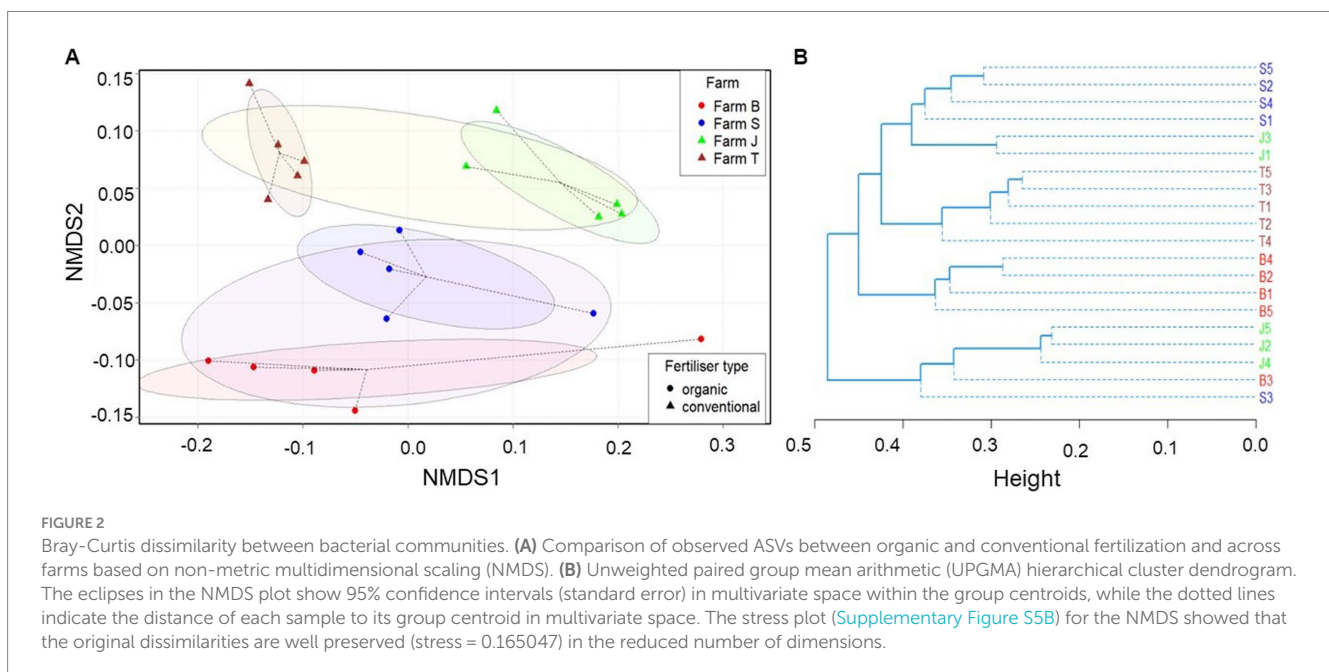 A
0.15
0.10
0.05
0.00
-0.05
-0.10
-0.15
NMDS2
-0.2
-0.1
0.0
0.1
0.2
0.3
NMDS1
Farm
Farm B
Farm S
Farm J
Farm T
Fertiliser type
organic
conventional
B
S5
S2
S4
S1
J3
J1
T5
T3
T1
T2
T4
B4
B2
B1
B5
J5
J2
J4
B3
S3
0.5
0.4
0.3
0.2
0.1
0.0
Height
FIGURE 2
Bray-Curtis dissimilarity between bacterial communities. (A) Comparison of observed ASVs between organic and conventional fertilization and across
farms based on non-metric multidimensional scaling (NMDS). (B) Unweighted paired group mean arithmetic (UPGMA) hierarchical cluster dendrogram.
The eclipses in the NMDS plot show 95% confidence intervals (standard error) in multivariate space within the group centroids, while the dotted lines
indicate the distance of each sample to its group centroid in multivariate space. The stress plot (Supplementary Figure S5B) for the NMDS showed that
the original dissimilarities are well preserved (stress = 0.165047) in the reduced number of dimensions.